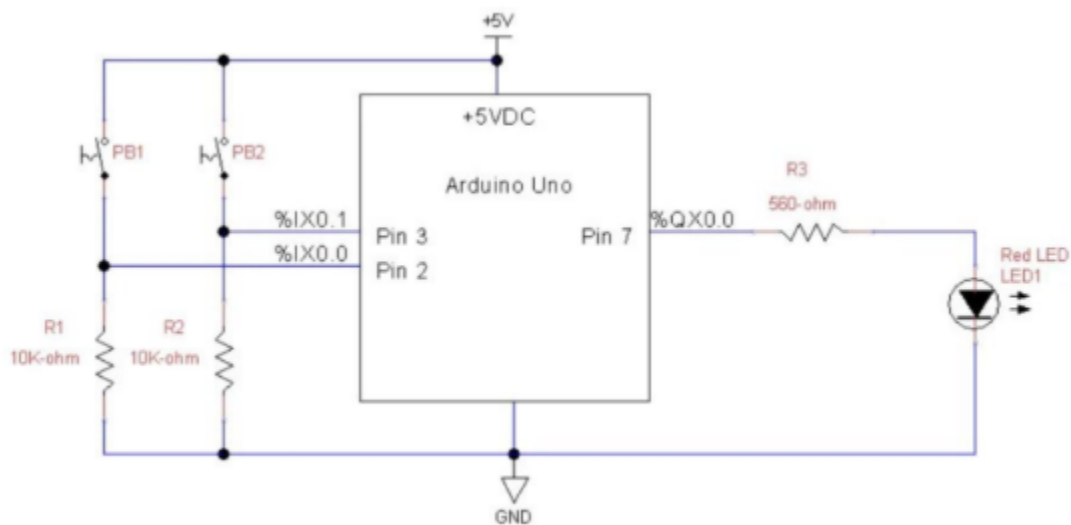 +5V
+5VDC
PB1
PB2
Arduino Uno
R3
560-ohm
%IX0.1
Pin 3
Pin 7
%QX0.0
%IX0.0
Pin 2
Red LED
LED1
R1
10K-ohm
R2
10K-ohm
GND